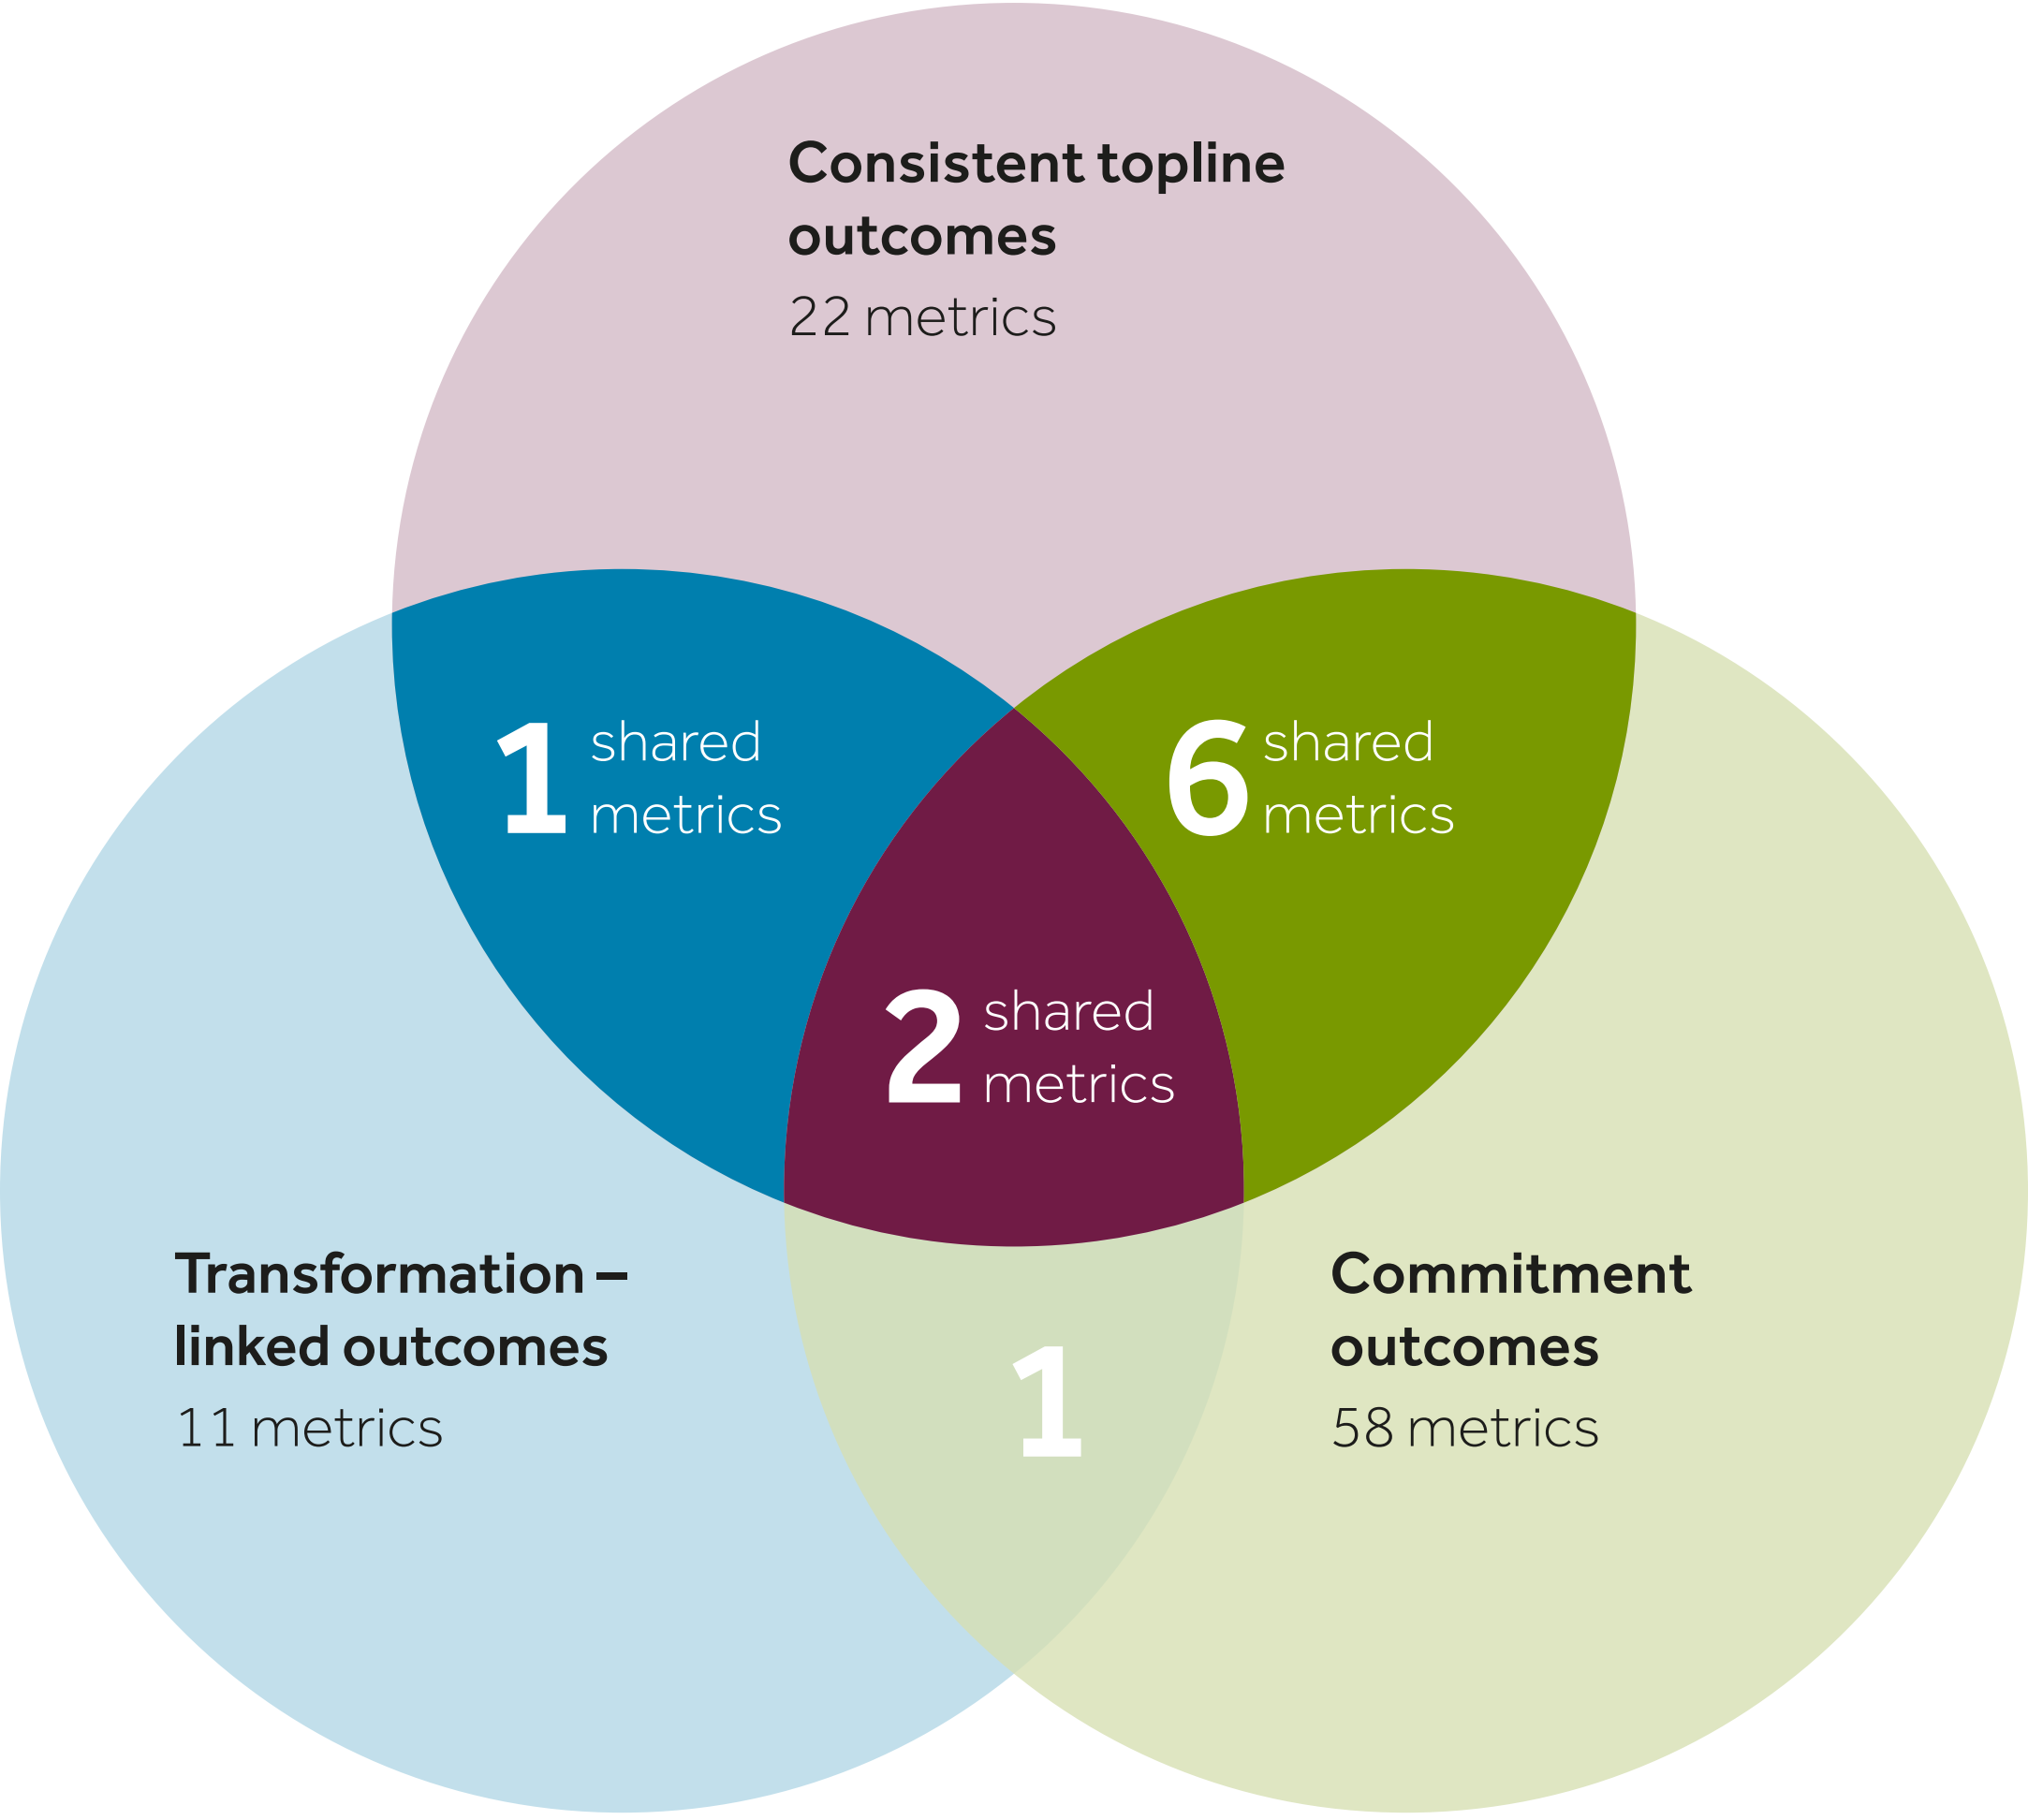 Consistent topline
outcomes
22 metrics
1 shared
metrics
6 shared
metrics
2 shared
metrics
Transformation –
linked outcomes
11 metrics
1
Commitment
outcomes
58 metrics